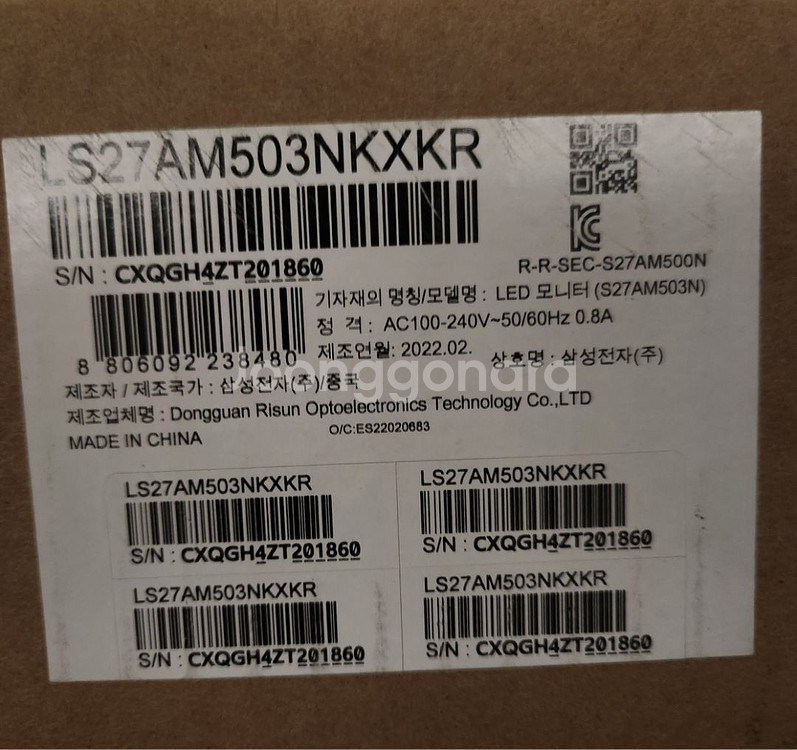 LS27AM503NKXKR
S/N : CXQGH4ZT201860
R-R-SEC-S27AM500N
기자재의 명칭/모델명 : LED 모니터 (S27AM503N)
정 격 : AC100-240V~50/60Hz 0.8A
8 806092 238480
제조연월: 2022.02. 상호명 : 삼성전자(주)
joonggonara
제조자 / 제조국가 : 삼성전자(주)/중국
제조업체명 : Dongguan Risun Optoelectronics Technology Co.,LTD
MADE IN CHINA
O/C:ES22020683
LS27AM503NKXKR
S/N : CXQGH4ZT201860
LS27AM503NKXKR
S/N : CXQGH4ZT201860
LS27AM503NKXKR
S/N : CXQGH4ZT201860
LS27AM503NKXKR
S/N : CXQGH4ZT201860